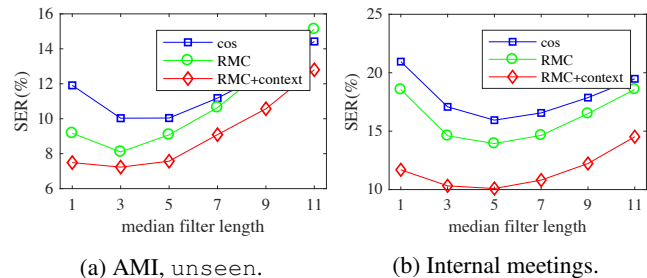 16
14
12
10
8
6
SER(%)
cos
RMC
RMC+context
1 3 5 7 9 11
median filter length
(a) AMI, unseen.
25
20
15
10
SER(%)
cos
RMC
RMC+context
1 3 5 7 9 11
median filter length
(b) Internal meetings.